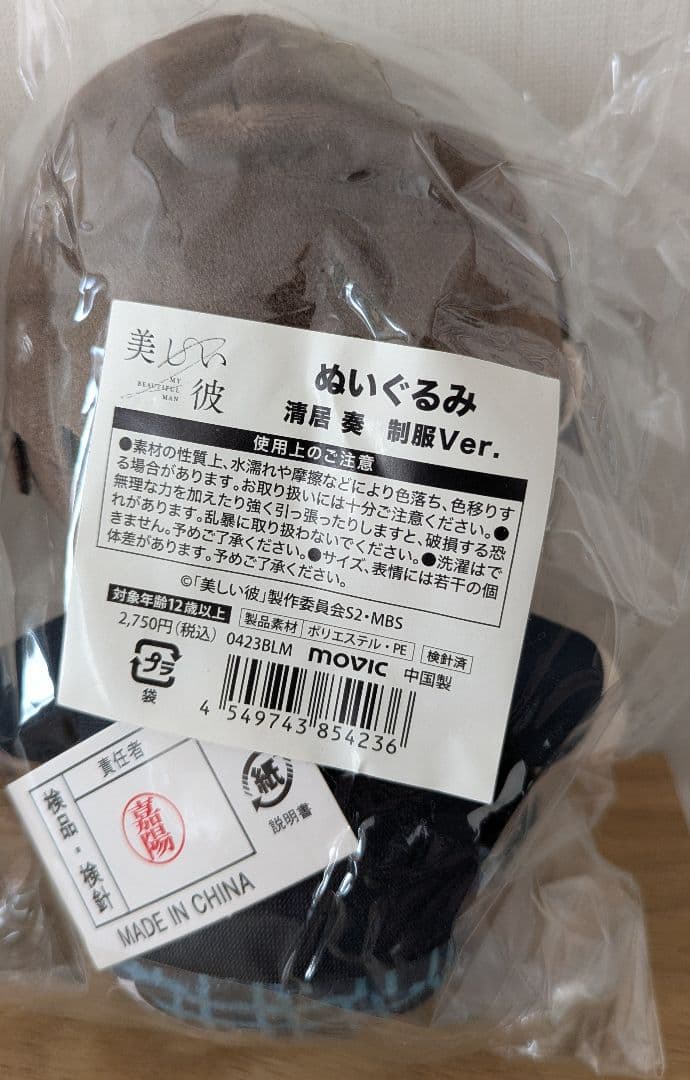 美しい
彼
MY
BEAUTIFUL
MAN
ぬいぐるみ
清居 奏 制服Ver.
使用上のご注意
●素材の性質上、水濡れや摩擦などにより色落ち、色移りす
る場合があります。お取り扱いには十分ご注意ください。●
無理な力を加えたり強く引っ張ったりしますと、破損する恐
れがあります。乱暴に取り扱わないでください。●洗濯はで
きません。予めご了承ください。●サイズ、表情には若干の個
体差があります。予めご了承ください。
©「美しい彼」製作委員会S2・MBS
対象年齢12歳以上 製品素材 ポリエステル・PE 検針済
2,750円(税込) 0423BLM movic 中国製
プラ
袋
4 549743 854236
責任者
検品・検針
嘉陽
紙
説明書
MADE IN CHINA